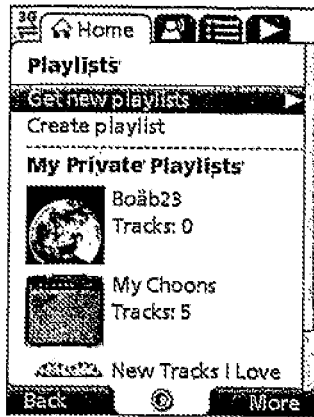 3G
Home
Playlists
Get new playlists
Create playlist
My Private Playlists
Boäb23
Tracks: 0
My Choons
Tracks: 5
New Tracks I Love
Back
More